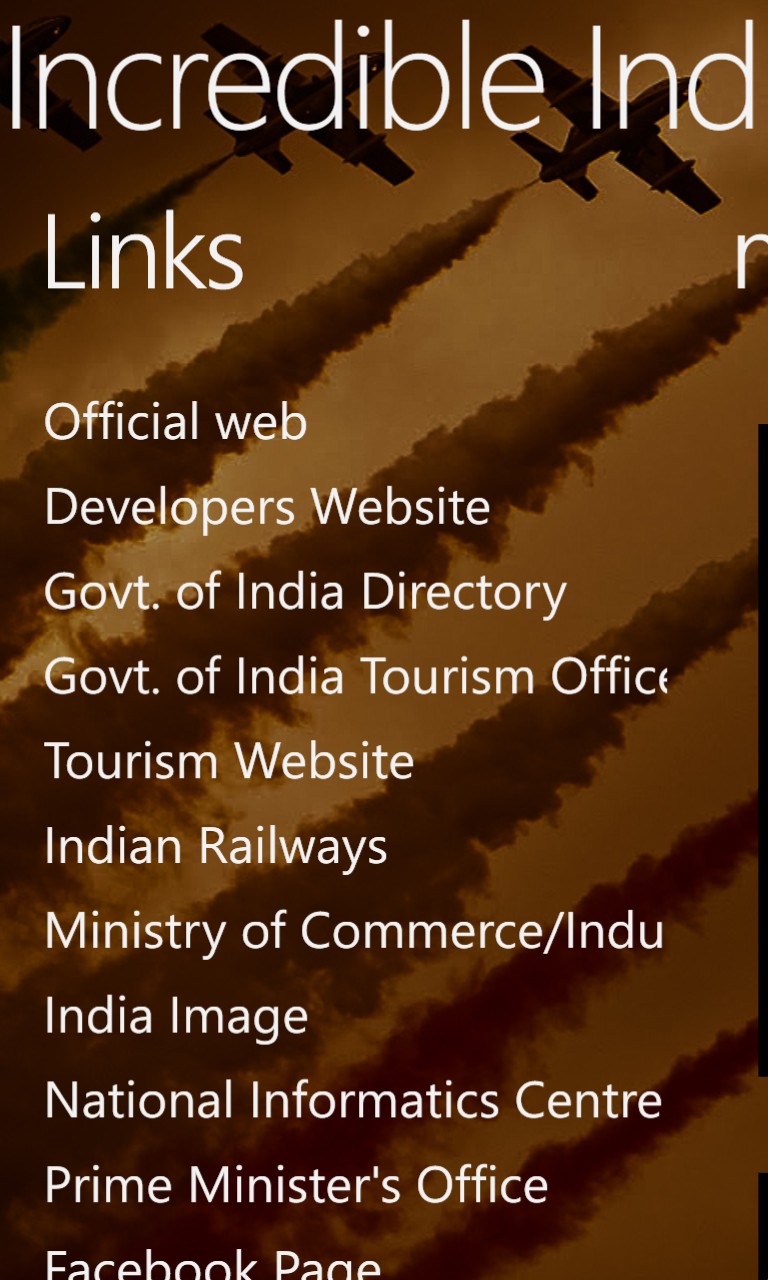 Incredible Ind
Links
Official web
Developers Website
Govt. of India Directory
Govt. of India Tourism Office
Tourism Website
Indian Railways
Ministry of Commerce/Indu
India Image
National Informatics Centre
Prime Minister's Office
Facebook Page